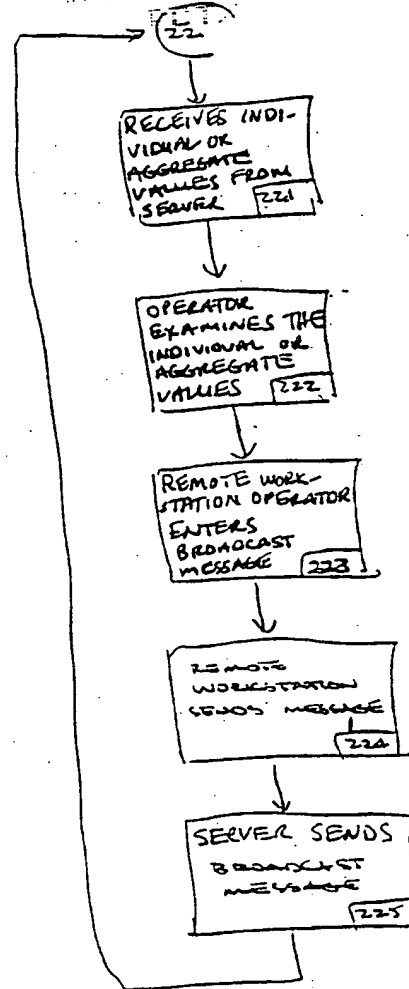 22
RECEIVES INDI-
VIDUAL OR
AGGREGATE
VALUES FROM
SERVER 221
OPERATOR
EXAMINES THE
INDIVIDUAL OR
AGGREGATE
VALUES 222
REMOTE WORK-
STATION OPERATOR
ENTERS
BROADCAST
MESSAGE 223
REMOTE
WORKSTATION
SENDS MESSAGE
224
SERVER SENDS
BROADCAST
MESSAGE
225